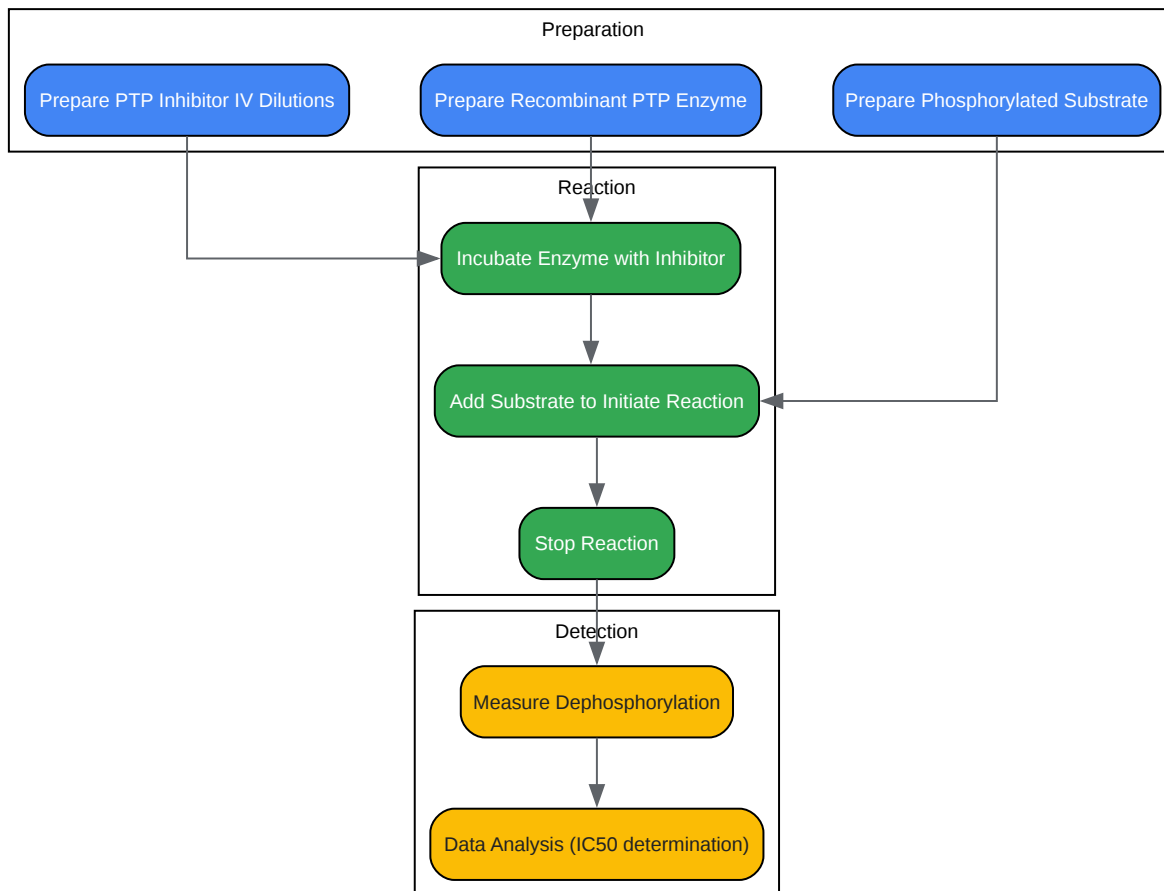 Preparation
Prepare PTP Inhibitor IV Dilutions
Prepare Recombinant PTP Enzyme
Prepare Phosphorylated Substrate
Reaction
Incubate Enzyme with Inhibitor
Add Substrate to Initiate Reaction
Stop Reaction
Detection
Measure Dephosphorylation
Data Analysis (IC50 determination)